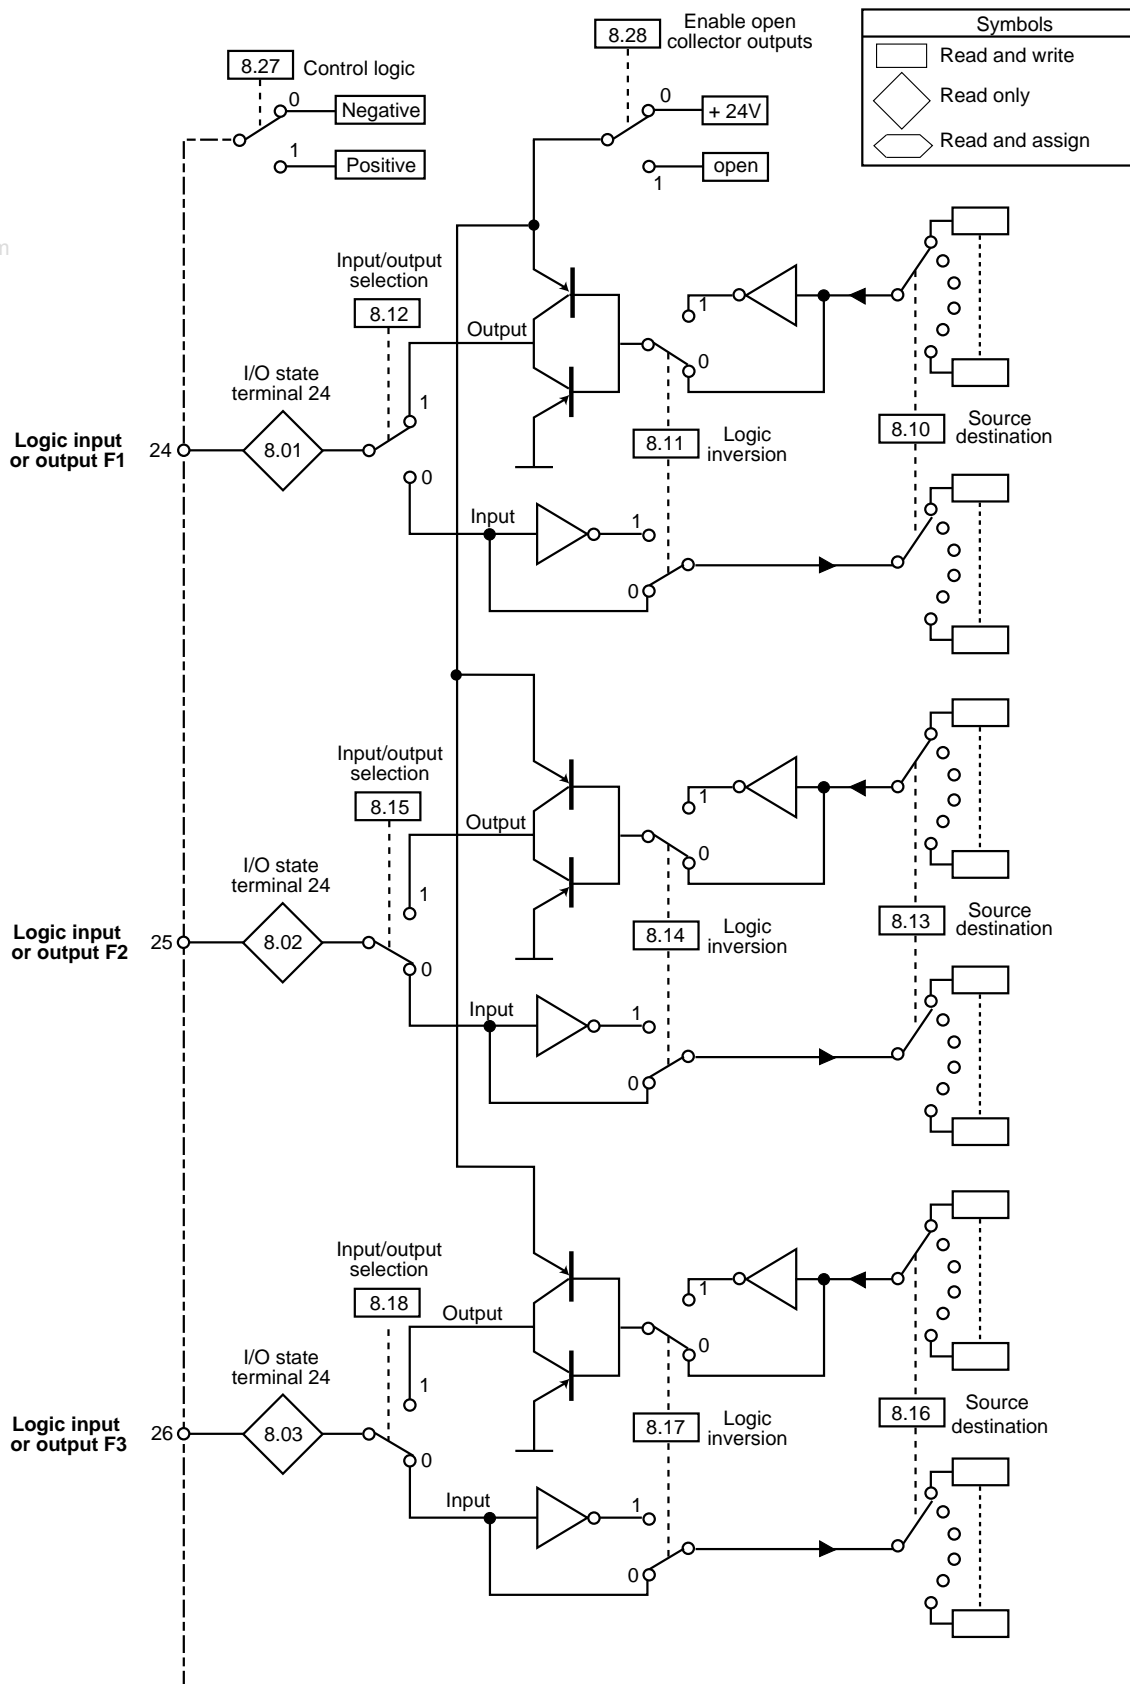 Symbols
Read and write
Read only
Read and assign
8.28
Enable open
collector outputs
0
+ 24V
open
1
8.27
Control logic
0
Negative
1
Positive
m
Input/output
selection
8.12
Output
1
0
I/O state
terminal 24
Logic input
or output F1
24
8.01
1
0
Input
8.11
Logic
inversion
1
0
8.10
Source
destination
Input/output
selection
8.15
Output
1
0
I/O state
terminal 24
Logic input
or output F2
25
8.02
1
0
Input
8.14
Logic
inversion
1
0
8.13
Source
destination
Input/output
selection
8.18
Output
1
0
I/O state
terminal 24
Logic input
or output F3
26
8.03
1
0
Input
8.17
Logic
inversion
1
0
8.16
Source
destination